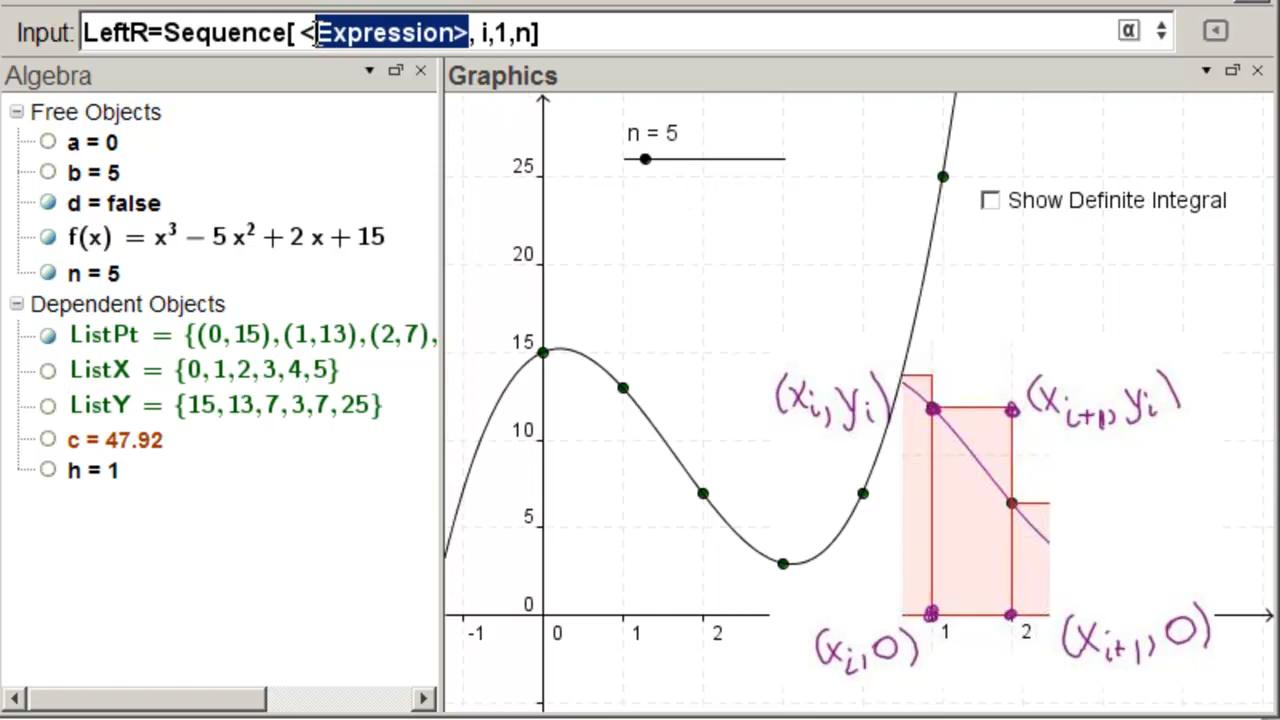 Input: LeftR=Sequence[ <Expression>, i,1,n]
α
Algebra
Graphics
Free Objects
a = 0
b = 5
d = false
f(x) = x³ − 5 x² + 2 x + 15
n = 5
Dependent Objects
ListPt = {(0,15),(1,13),(2,7),
ListX = {0,1,2,3,4,5}
ListY = {15,13,7,3,7,25}
c = 47.92
h = 1
n = 5
Show Definite Integral
25
20
15
10
5
0
-1 0 1 2
(xᵢ, yᵢ)
(xᵢ₊₁, yᵢ)
1 2
(xᵢ, 0)
(xᵢ₊₁, 0)